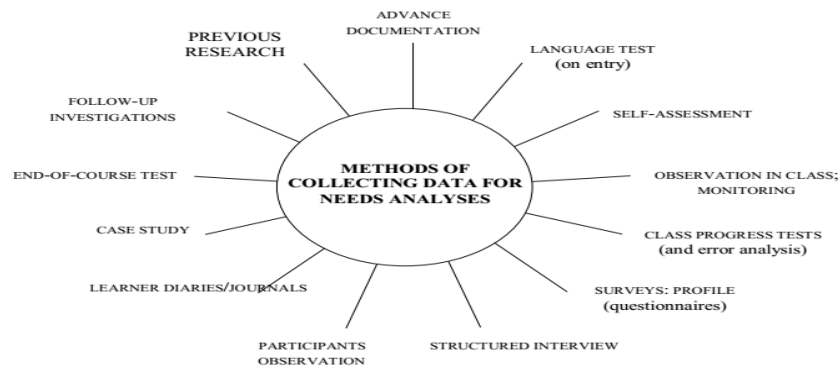 ADVANCE
DOCUMENTATION
PREVIOUS
RESEARCH
LANGUAGE TEST
(on entry)
FOLLOW-UP
INVESTIGATIONS
SELF-ASSESSMENT
METHODS OF
COLLECTING DATA FOR
NEEDS ANALYSES
END-OF-COURSE TEST
OBSERVATION IN CLASS;
MONITORING
CASE STUDY
CLASS PROGRESS TESTS
(and error analysis)
LEARNER DIARIES/JOURNALS
SURVEYS: PROFILE
(questionnaires)
PARTICIPANTS
OBSERVATION
STRUCTURED INTERVIEW